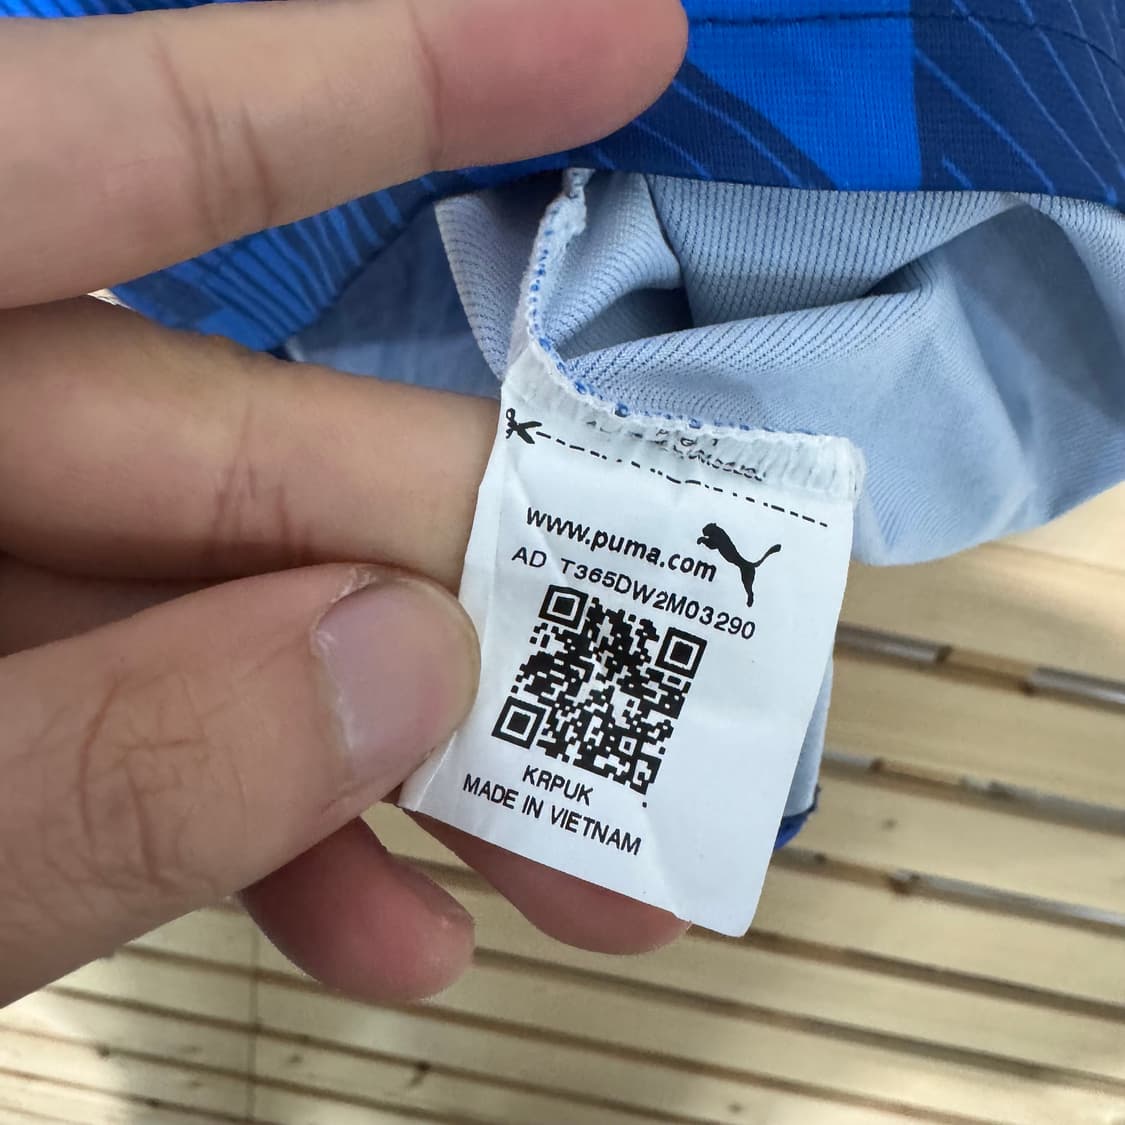 www.puma.com
AD T365DW2M03290
KRPUK
MADE IN VIETNAM